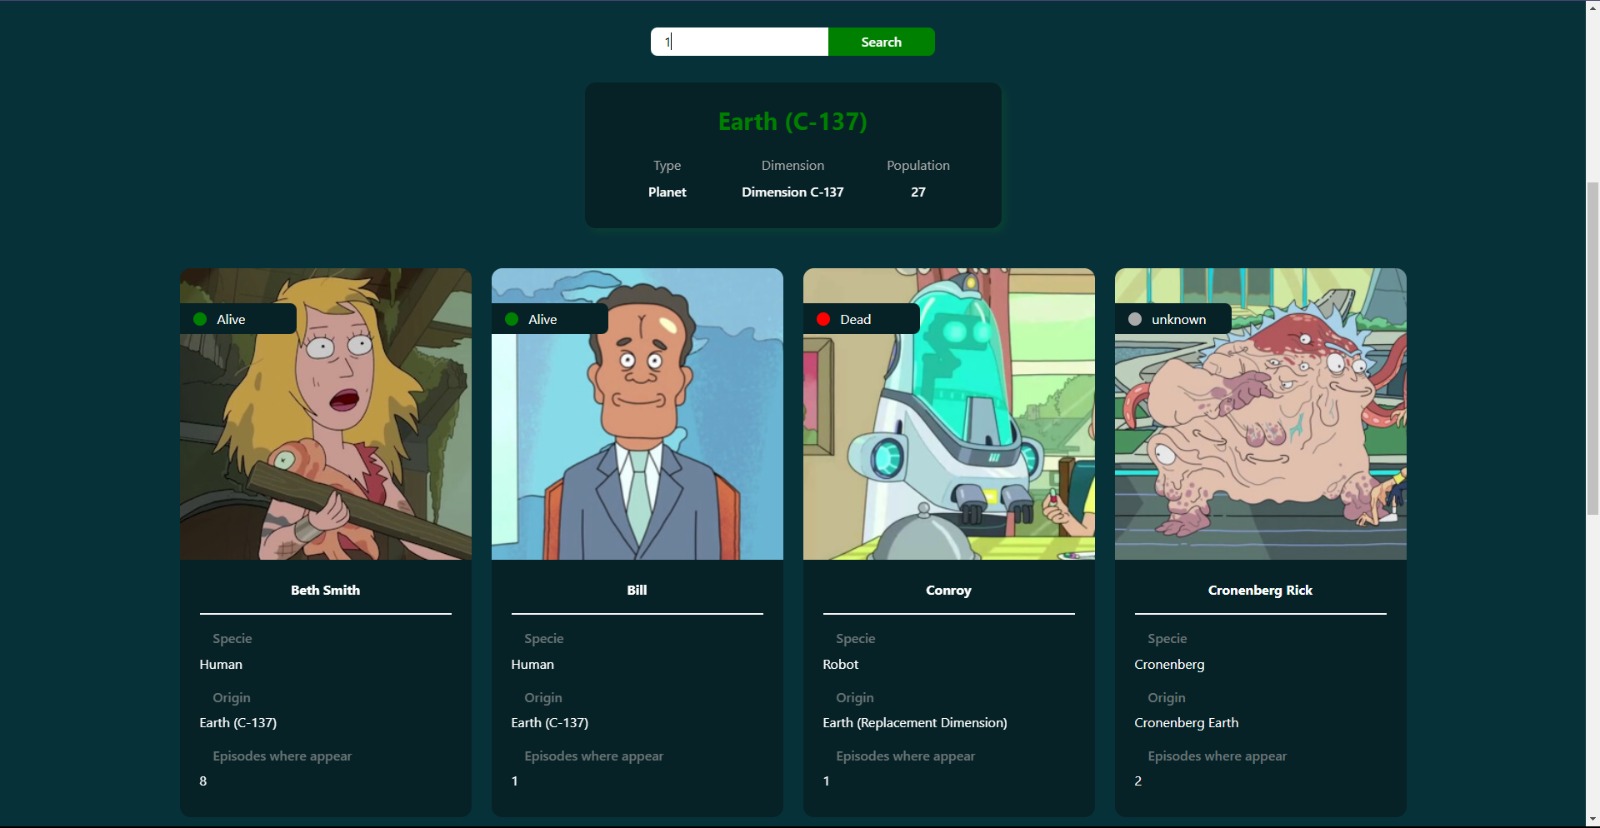 1
Search
Earth (C-137)
Type Dimension Population
Planet Dimension C-137 27
Alive Alive Dead unknown
Beth Smith Bill Conroy Cronenberg Rick
Specie Specie Specie Specie
Human Human Robot Cronenberg
Origin Origin Origin Origin
Earth (C-137) Earth (C-137) Earth (Replacement Dimension) Cronenberg Earth
Episodes where appear Episodes where appear Episodes where appear Episodes where appear
8 1 1 2